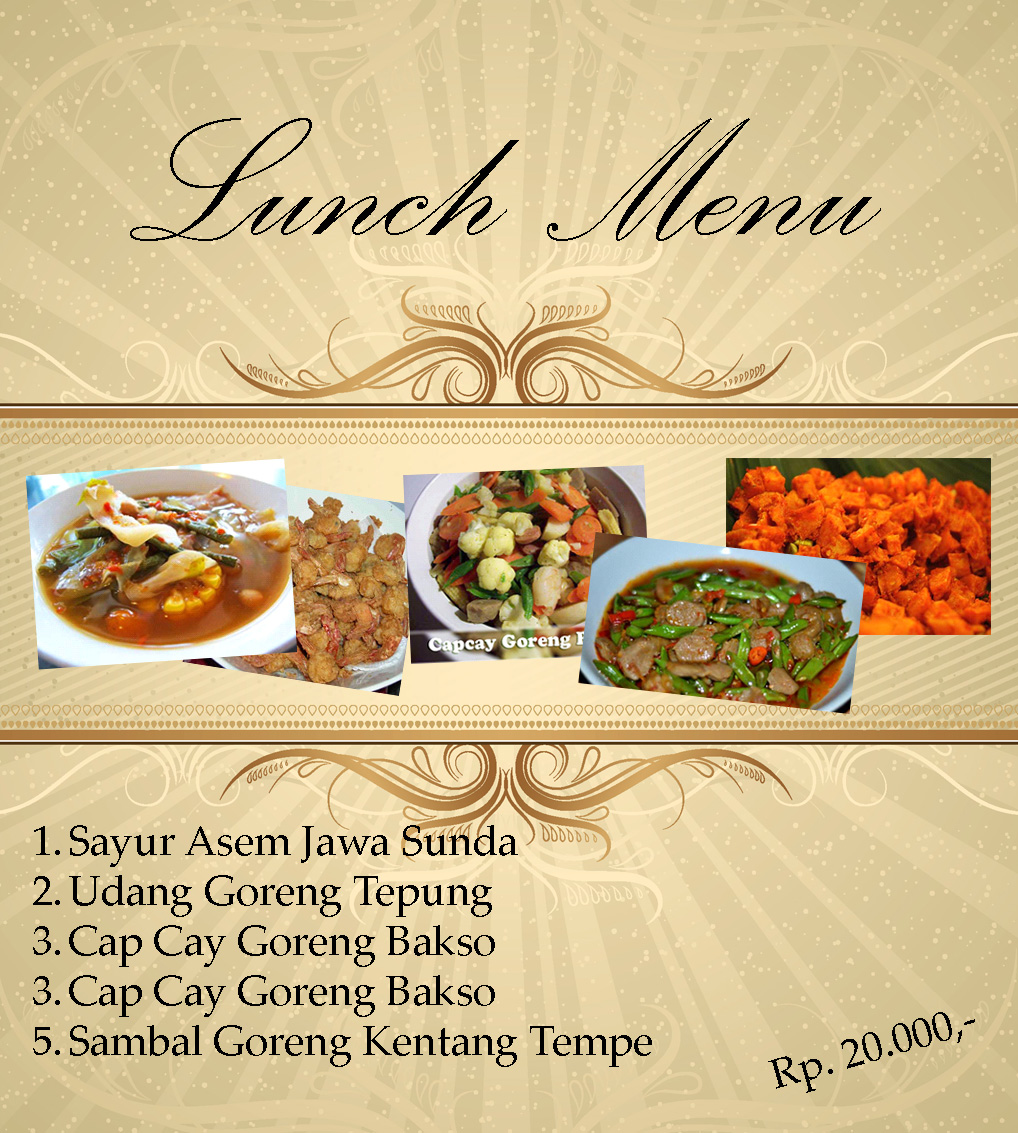 Lunch Menu
Capcay Goreng
1. Sayur Asem Jawa Sunda
2. Udang Goreng Tepung
3. Cap Cay Goreng Bakso
3. Cap Cay Goreng Bakso
5. Sambal Goreng Kentang Tempe
Rp. 20.000,-